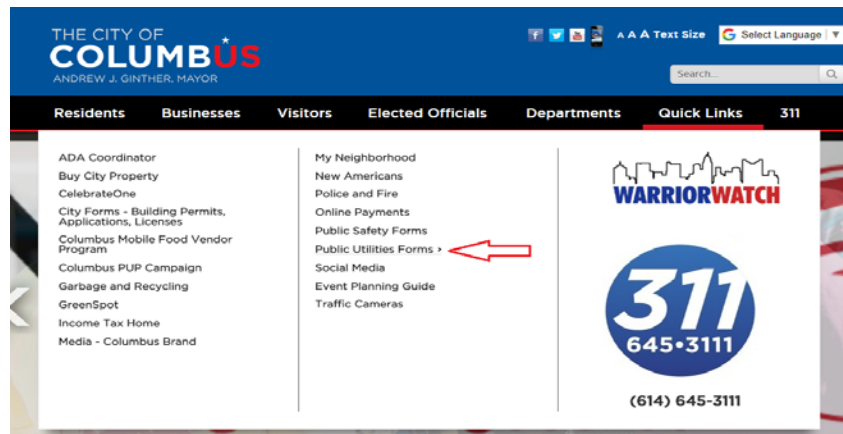 THE CITY OF
COLUMBUS
ANDREW J. GINTHER, MAYOR
A A A Text Size
G Select Language ▼
Search...
Residents Businesses Visitors Elected Officials Departments Quick Links 311
ADA Coordinator
Buy City Property
CelebrateOne
City Forms - Building Permits,
Applications, Licenses
Columbus Mobile Food Vendor
Program
Columbus PUP Campaign
Garbage and Recycling
GreenSpot
Income Tax Home
Media - Columbus Brand
My Neighborhood
New Americans
Police and Fire
Online Payments
Public Safety Forms
Public Utilities Forms ›
Social Media
Event Planning Guide
Traffic Cameras
WARRIORWATCH
311
645•3111
(614) 645-3111